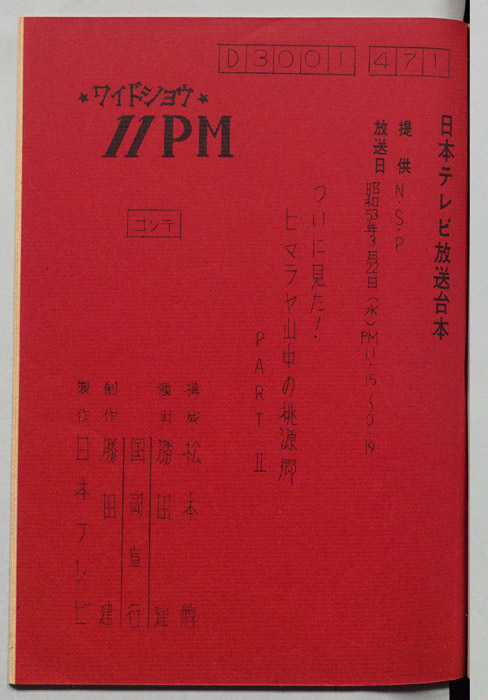 D3001 471
日本テレビ放送台本
提供 N・S・P
放送日 昭和53年3月22日(水)PM11・15〜0・19
★ワイドショウ★
11PM
コンテ
ついに見た!
ヒマラヤ山中の桃源郷
PART II
構成 松本 醇
演出 勝田 建
国岡宣行
制作 勝田 建
製作 日本テレビ